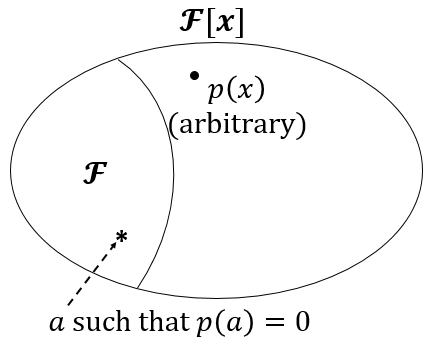 𝓕[𝒙]
p(x)
(arbitrary)
𝓕
*
a such that p(a) = 0